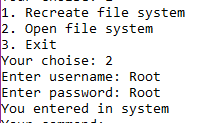 1. Recreate file system
2. Open file system
3. Exit
Your choise: 2
Enter username: Root
Enter password: Root
You entered in system